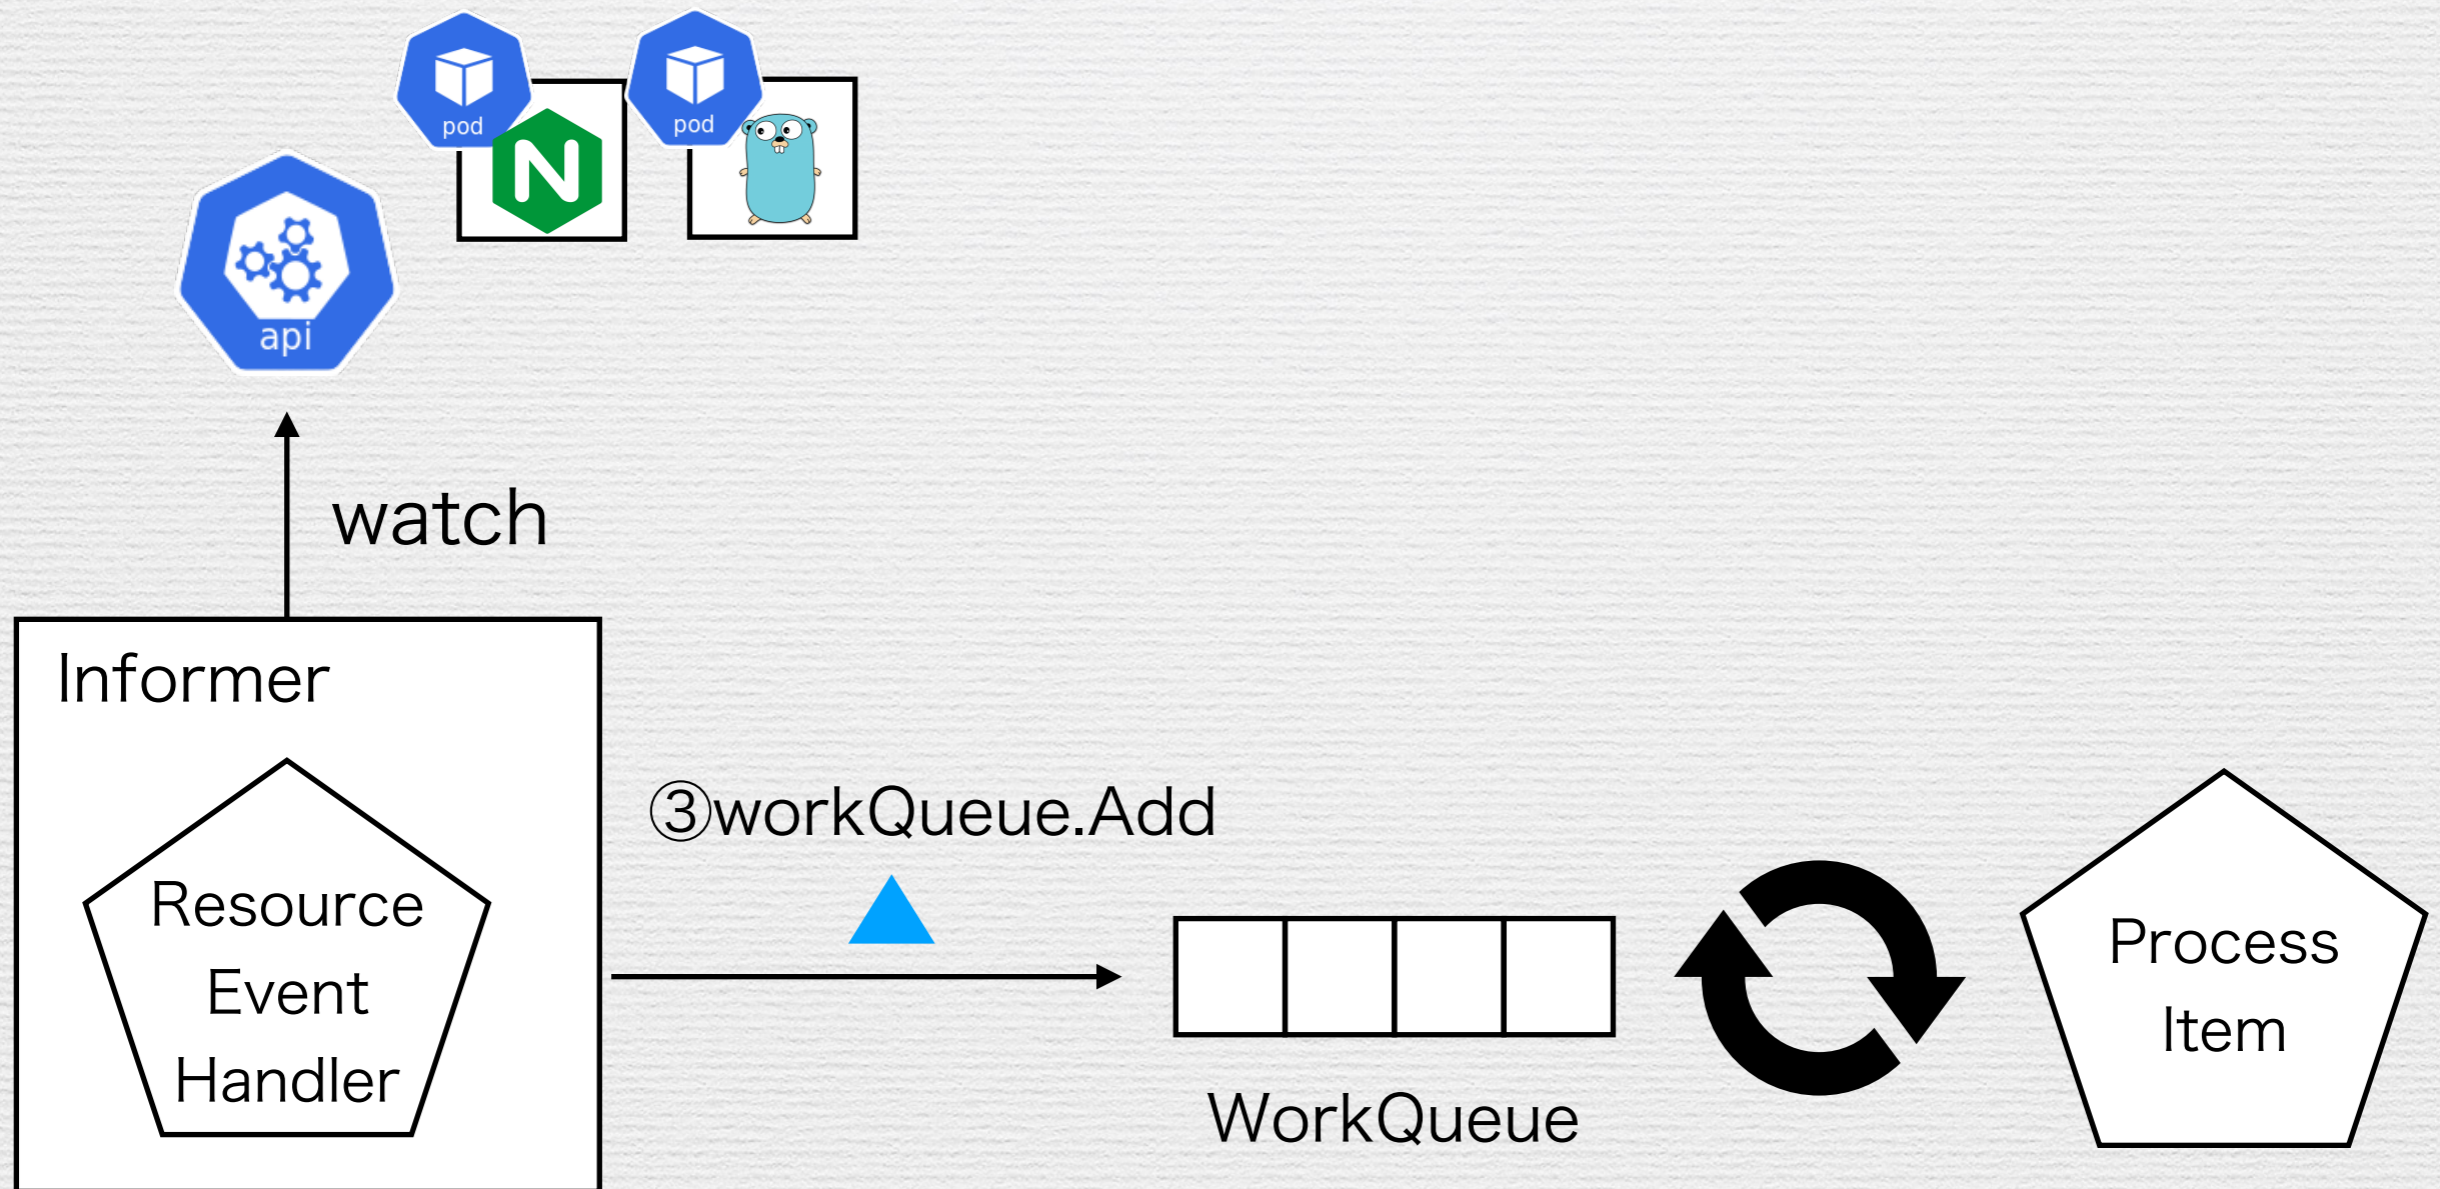 pod
pod
N
api
watch
Informer
Resource
Event
Handler
③workQueue.Add
WorkQueue
Process
Item